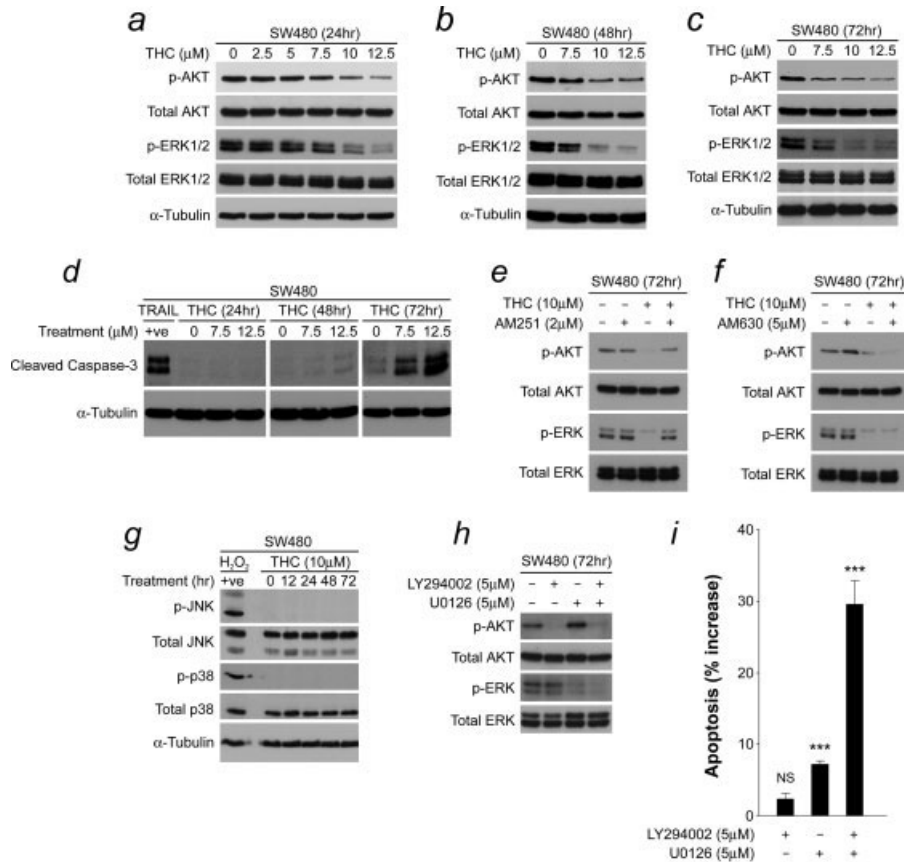 a
SW480 (24hr)
THC (μM) 0 2.5 5 7.5 10 12.5
p-AKT
Total AKT
p-ERK1/2
Total ERK1/2
α-Tubulin
b
SW480 (48hr)
THC (μM) 0 7.5 10 12.5
p-AKT
Total AKT
p-ERK1/2
Total ERK1/2
α-Tubulin
c
SW480 (72hr)
THC (μM) 0 7.5 10 12.5
p-AKT
Total AKT
p-ERK1/2
Total ERK1/2
α-Tubulin
d
SW480
TRAIL THC (24hr) THC (48hr) THC (72hr)
Treatment (μM) +ve 0 7.5 12.5 0 7.5 12.5 0 7.5 12.5
Cleaved Caspase-3
α-Tubulin
e
SW480 (72hr)
THC (10μM) – – + +
AM251 (2μM) – + – +
p-AKT
Total AKT
p-ERK
Total ERK
f
SW480 (72hr)
THC (10μM) – – + +
AM630 (5μM) – + – +
p-AKT
Total AKT
p-ERK
Total ERK
g
SW480
H₂O₂ THC (10μM)
Treatment (hr) +ve 0 12 24 48 72
p-JNK
Total JNK
p-p38
Total p38
α-Tubulin
h
SW480 (72hr)
LY294002 (5μM) – + – +
U0126 (5μM) – – + +
p-AKT
Total AKT
p-ERK
Total ERK
i
Apoptosis (% increase)
40
30
20
10
0
NS
***
***
LY294002 (5μM) + – +
U0126 (5μM) – + +